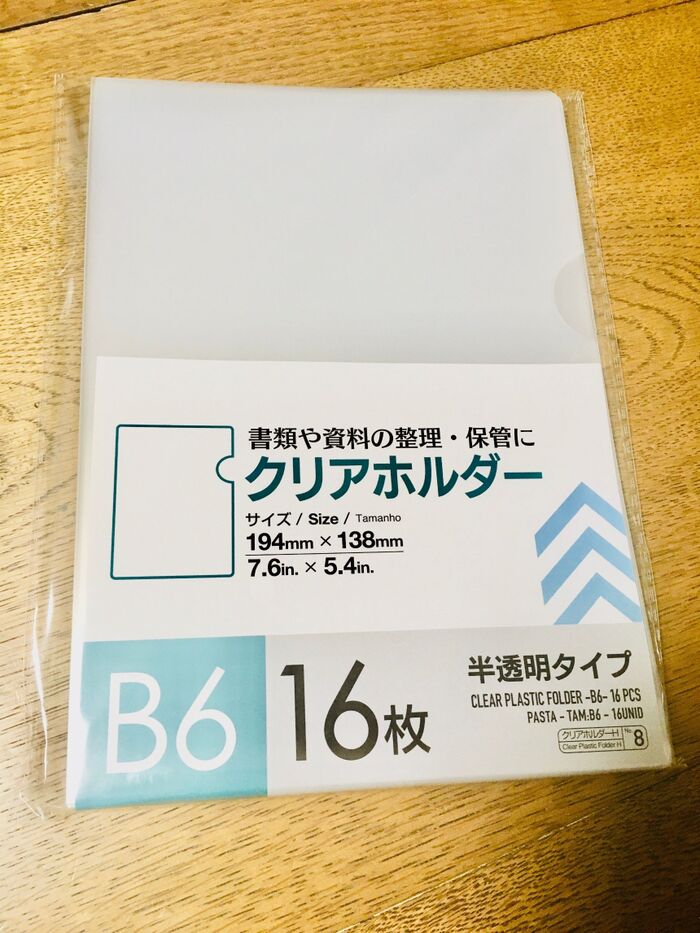 書類や資料の整理・保管に
クリアホルダー
サイズ / Size / Tamanho
194mm × 138mm
7.6in. × 5.4in.
B6
16枚
半透明タイプ
CLEAR PLASTIC FOLDER -B6- 16 PCS
PASTA - TAM:B6 - 16UNID
クリアホルダーH
Clear Plastic Folder H
No 8